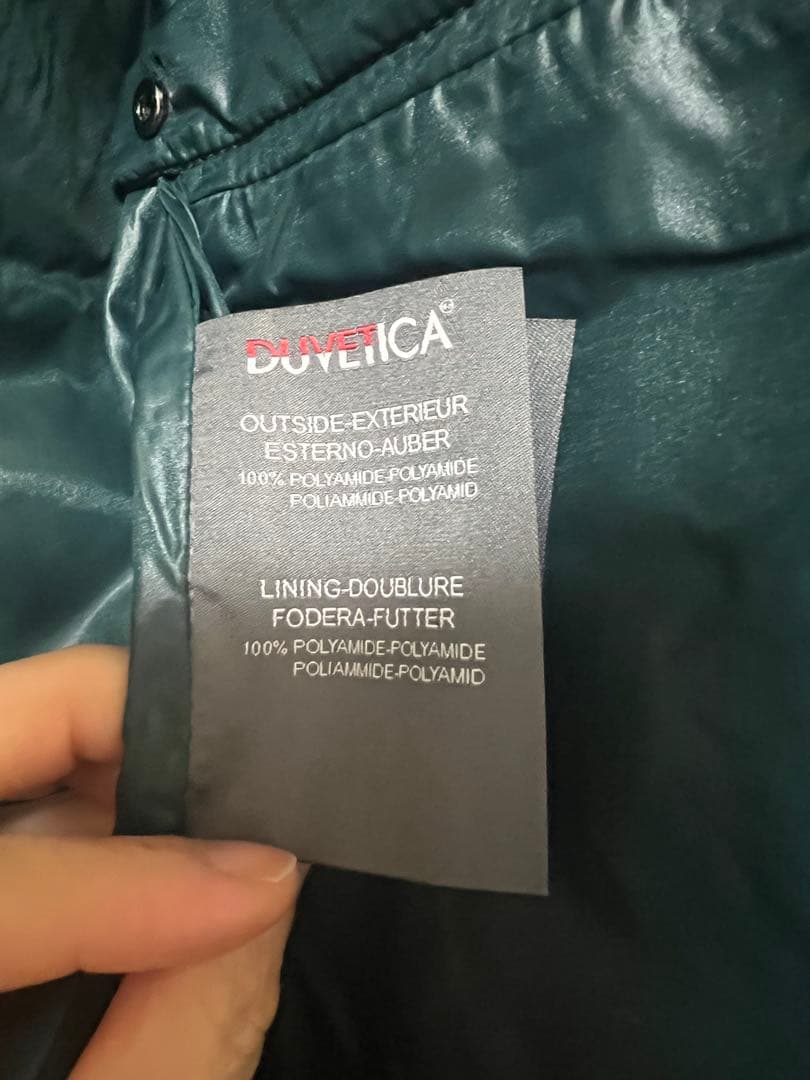 DUVETICA®
OUTSIDE-EXTERIEUR
ESTERNO-AUBER
100% POLYAMIDE-POLYAMIDE
POLIAMMIDE-POLYAMID
LINING-DOUBLURE
FODERA-FUTTER
100% POLYAMIDE-POLYAMIDE
POLIAMMIDE-POLYAMID